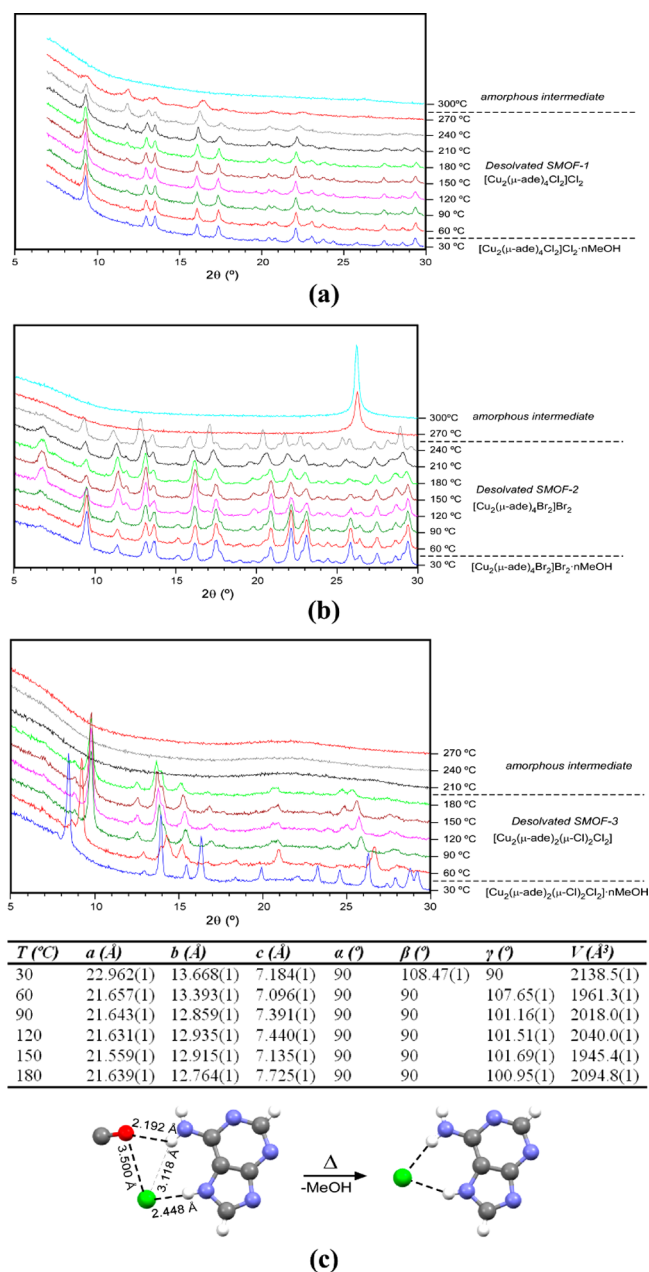 300ºC
amorphous intermediate
270 ºC
240 ºC
210 ºC
180 ºC
Desolvated SMOF-1
150 ºC
[Cu2(μ-ade)4Cl2]Cl2
120 ºC
90 ºC
60 ºC
30 ºC
[Cu2(μ-ade)4Cl2]Cl2·nMeOH
5 10 15 20 25 30
2θ (º)
(a)
300ºC
amorphous intermediate
270ºC
240 ºC
210 ºC
180 ºC
Desolvated SMOF-2
150 ºC
[Cu2(μ-ade)4Br2]Br2
120 ºC
90 ºC
60 ºC
30 ºC
[Cu2(μ-ade)4Br2]Br2·nMeOH
5 10 15 20 25 30
2θ (º)
(b)
270 ºC
240 ºC
amorphous intermediate
210 ºC
180 ºC
150 ºC
Desolvated SMOF-3
120 ºC
[Cu2(μ-ade)2(μ-Cl)2Cl2]
90 ºC
60 ºC
30 ºC
[Cu2(μ-ade)2(μ-Cl)2Cl2]·nMeOH
5 10 15 20 25 30
2θ (º)
T (ºC) a (Å) b (Å) c (Å) α (º) β (º) γ (º) V (Å³)
30 22.962(1) 13.668(1) 7.184(1) 90 108.47(1) 90 2138.5(1)
60 21.657(1) 13.393(1) 7.096(1) 90 90 107.65(1) 1961.3(1)
90 21.643(1) 12.859(1) 7.391(1) 90 90 101.16(1) 2018.0(1)
120 21.631(1) 12.935(1) 7.440(1) 90 90 101.51(1) 2040.0(1)
150 21.559(1) 12.915(1) 7.135(1) 90 90 101.69(1) 1945.4(1)
180 21.639(1) 12.764(1) 7.725(1) 90 90 100.95(1) 2094.8(1)
2.192 Å
3.500 Å
3.118 Å
2.448 Å
Δ
-MeOH
(c)